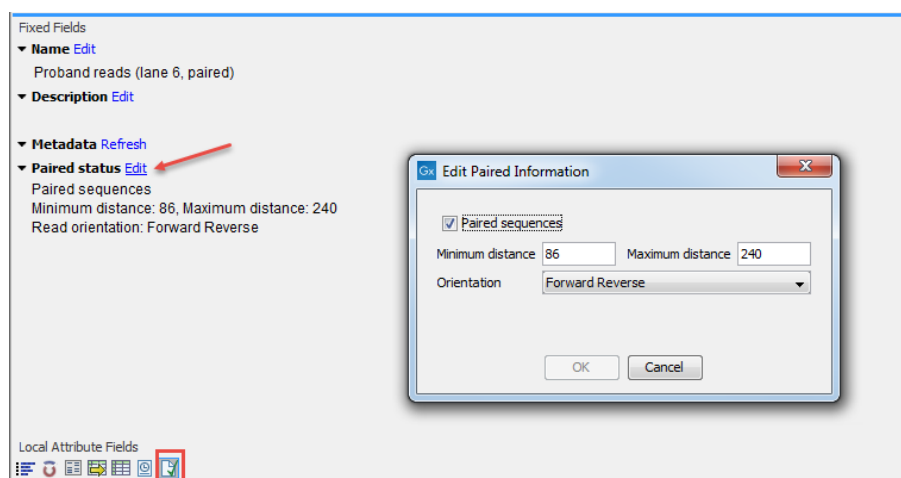 Fixed Fields
Name Edit
Proband reads (lane 6, paired)
Description Edit
Metadata Refresh
Paired status Edit
Paired sequences
Minimum distance: 86, Maximum distance: 240
Read orientation: Forward Reverse
Gx Edit Paired Information
Paired sequences
Minimum distance 86 Maximum distance 240
Orientation Forward Reverse
OK Cancel
Local Attribute Fields